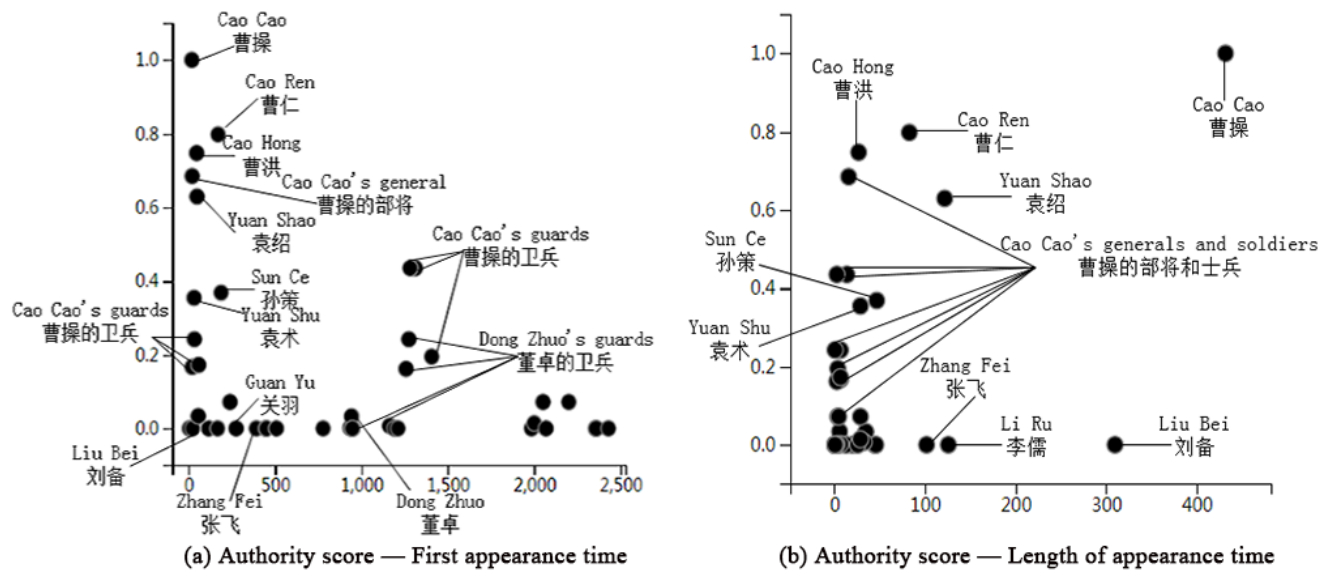 Cao Cao
曹操
1.0
Cao Ren
曹仁
0.8
Cao Hong
曹洪
Cao Cao's general
曹操的部将
0.6
Yuan Shao
袁绍
Cao Cao's guards
曹操的卫兵
Sun Ce
孙策
0.4
Cao Cao's guards
曹操的卫兵
Yuan Shu
袁术
Dong Zhuo's guards
董卓的卫兵
0.2
Guan Yu
关羽
0.0
Liu Bei
刘备
0
500
1,000
1,500
2,000
2,500
Zhang Fei
张飞
Dong Zhuo
董卓
(a) Authority score — First appearance time
1.0
Cao Hong
曹洪
Cao Cao
曹操
0.8
Cao Ren
曹仁
Yuan Shao
袁绍
0.6
Sun Ce
孙策
Cao Cao's generals and soldiers
曹操的部将和士兵
0.4
Yuan Shu
袁术
0.2
Zhang Fei
张飞
Li Ru
李儒
Liu Bei
刘备
0.0
0
100
200
300
400
(b) Authority score — Length of appearance time